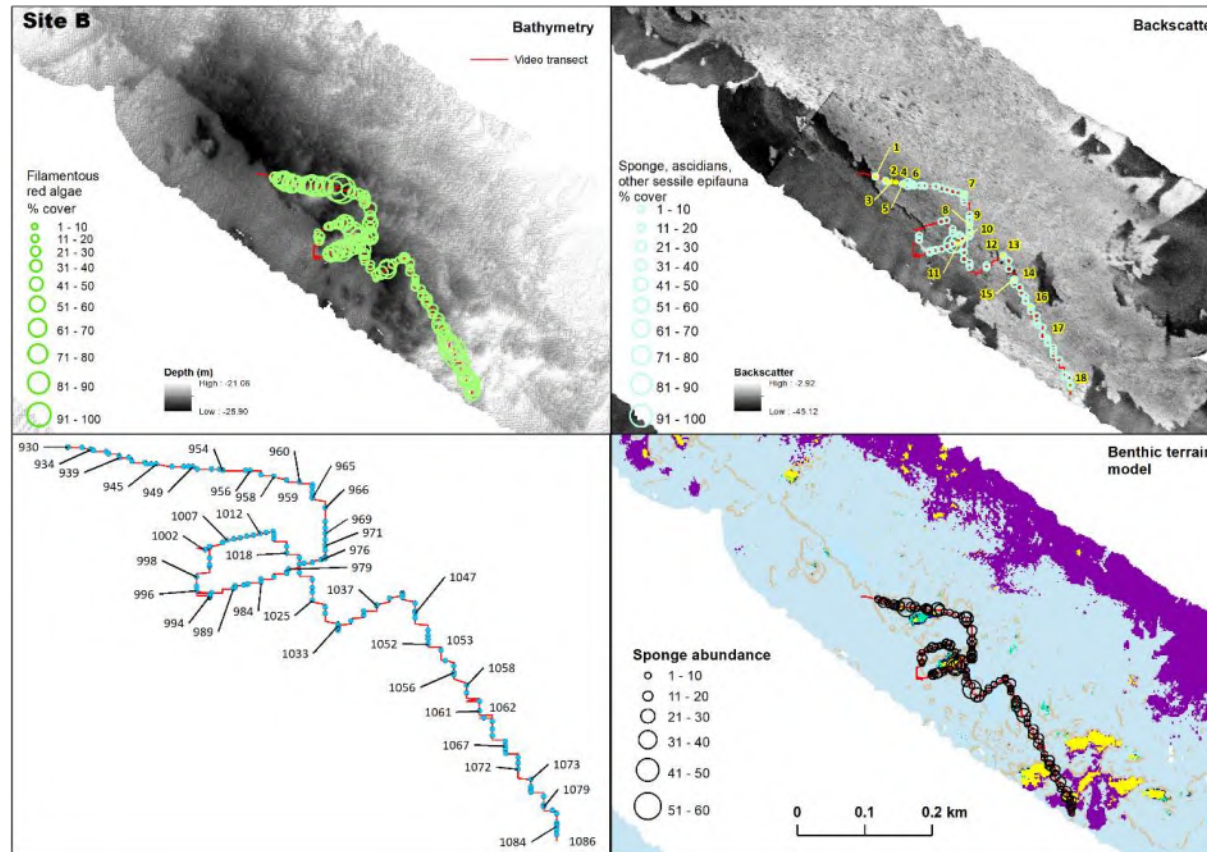 Site B
Bathymetry
Video transect
Filamentous
red algae
% cover
1 - 10
11 - 20
21 - 30
31 - 40
41 - 50
51 - 60
61 - 70
71 - 80
81 - 90
91 - 100
Depth (m)
High : -21.06
Low : -25.90
Backscatte
1
2
4
6
3
5
7
8
9
10
11
12
13
14
15
16
17
18
Sponge, ascidians,
other sessile epifauna
% cover
1 - 10
11 - 20
21 - 30
31 - 40
41 - 50
51 - 60
61 - 70
71 - 80
81 - 90
91 - 100
Backscatter
High : -2.92
Low : -45.12
930
934
939
945
949
954
956
958
959
960
965
966
969
971
976
979
1012
1007
1002
1018
998
996
994
989
984
1025
1037
1033
1047
1052
1053
1056
1058
1061
1062
1067
1072
1073
1079
1084
1086
Benthic terrain
model
Sponge abundance
1 - 10
11 - 20
21 - 30
31 - 40
41 - 50
51 - 60
0
0.1
0.2 km